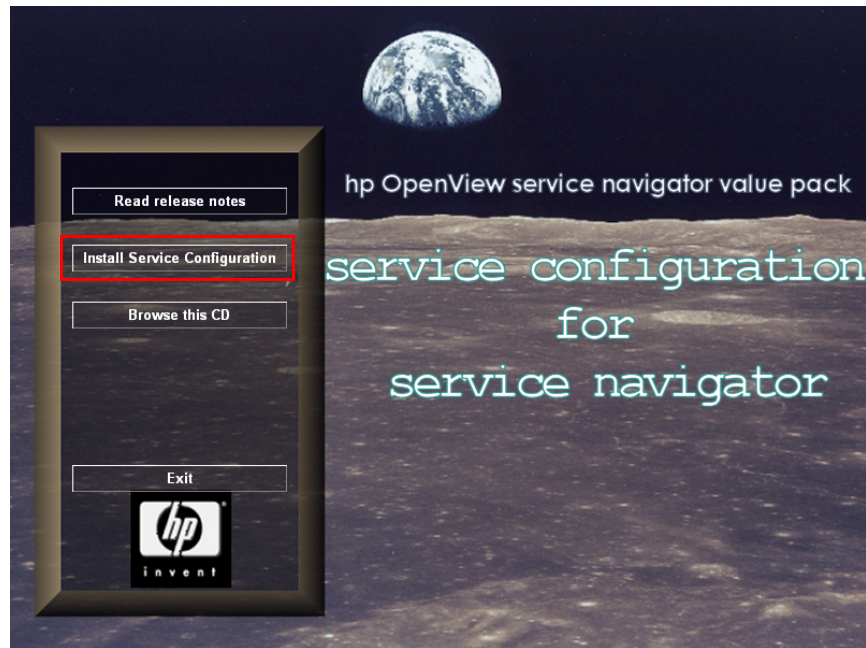 hp OpenView service navigator value pack
service configuration
for
service navigator
Read release notes
Install Service Configuration
Browse this CD
Exit
hp
invent